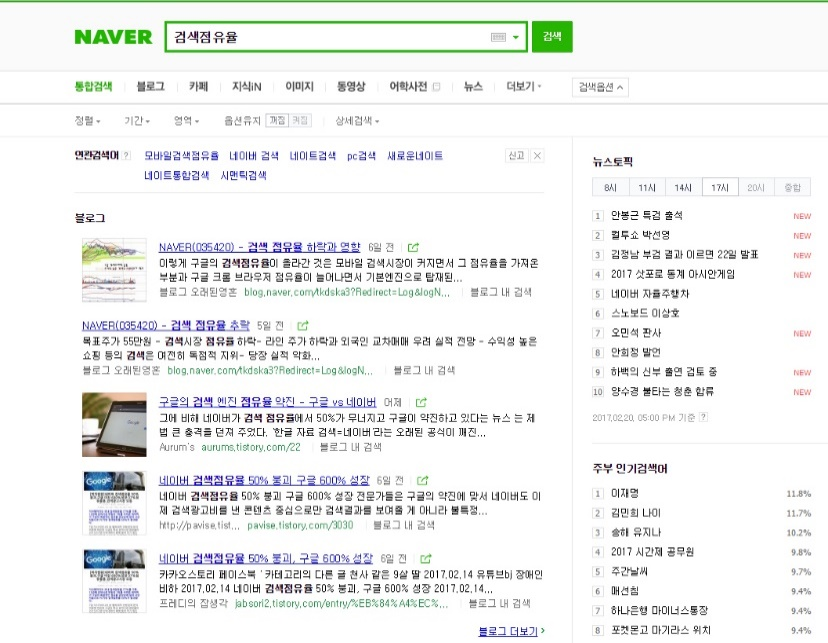 NAVER
검색점유율
검색
통합검색 블로그 카페 지식iN 이미지 동영상 어학사전 뉴스 더보기 검색옵션
정렬 기간 영역 옵션유지 꺼짐 켜짐 상세검색
연관검색어 ? 모바일검색점유율 네이버 검색 네이트검색 pc검색 새로운네이트 신고
네이트통합검색 시맨틱검색
블로그
NAVER(035420) - 검색 점유율 하락과 영향 6일 전
이렇게 구글의 검색점유율이 올라간 것은 모바일 검색시장이 커지면서 그 점유율을 가져온
부분과 구글 크롬 브라우저 점유율이 늘어나면서 기본엔진으로 탑재된...
블로그 오래된영혼 blog.naver.com/tkdska3?Redirect=Log&logN... 블로그 내 검색
NAVER(035420) - 검색 점유율 추락 5일 전
목표주가 55만원 - 검색시장 점유율 하락- 라인 주가 하락과 외국인 교차매매 우려 실적 전망 - 수익성 높은
쇼핑 등의 검색은 여전히 독점적 지위- 당장 실적 악화...
블로그 오래된영혼 blog.naver.com/tkdska3?Redirect=Log&logN... 블로그 내 검색
구글의 검색 엔진 점유율 약진 - 구글 vs 네이버 어제
그에 비해 네이버가 검색 점유율에서 50%가 무너지고 구글이 약진하고 있다는 뉴스 는 제
법 큰 충격을 던져 주었다. '한글 자료 검색=네이버'라는 오래된 공식이 깨진...
Aurum's aurums.tistory.com/22 블로그 내 검색
네이버 검색점유율 50% 붕괴 구글 600% 성장 6일 전
네이버 검색점유율 50% 붕괴 구글 600% 성장 전문가들은 구글의 약진에 맞서 네이버도 이
제 검색광고비를 낸 콘텐츠 중심으로만 검색결과를 보여줄 게 아니라 불특정...
http://pavise.tist... pavise.tistory.com/3030 블로그 내 검색
네이버 검색점유율 50% 붕괴, 구글 600% 성장 6일 전
카카오스토리 페이스북 ' 카테고리의 다른 글 천사 같은 9살 딸 2017.02.14 유튜브bj 장애인
비하 2017.02.14 네이버 검색점유율 50% 붕괴, 구글 600% 성장 2017.02.14...
프레디의 잡생각 jabsori2.tistory.com/entry/%EB%84%A4%EC%... 블로그 내 검색
블로그 더보기
뉴스토픽
8시 11시 14시 17시 20시 종합
1 안봉근 특검 출석 NEW
2 컬투쇼 박선영 NEW
3 김정남 부검 결과 이르면 22일 발표 NEW
4 2017 삿포로 동계 아시안게임 NEW
5 네이버 자율주행차
6 스노보드 이상호
7 오민석 판사 NEW
8 안희정 발언
9 하백의 신부 출연 검토 중 NEW
10 양수경 불타는 청춘 합류 NEW
2017.02.20. 05:00 PM 기준 ?
주부 인기검색어
1 이재명 11.8%
2 김민희 나이 11.7%
3 송해 유지나 10.2%
4 2017 시간제 공무원 9.8%
5 주간날씨 9.7%
6 매선침 9.4%
7 하나은행 마이너스통장 9.4%
8 포켓몬고 마기라스 위치 9.4%